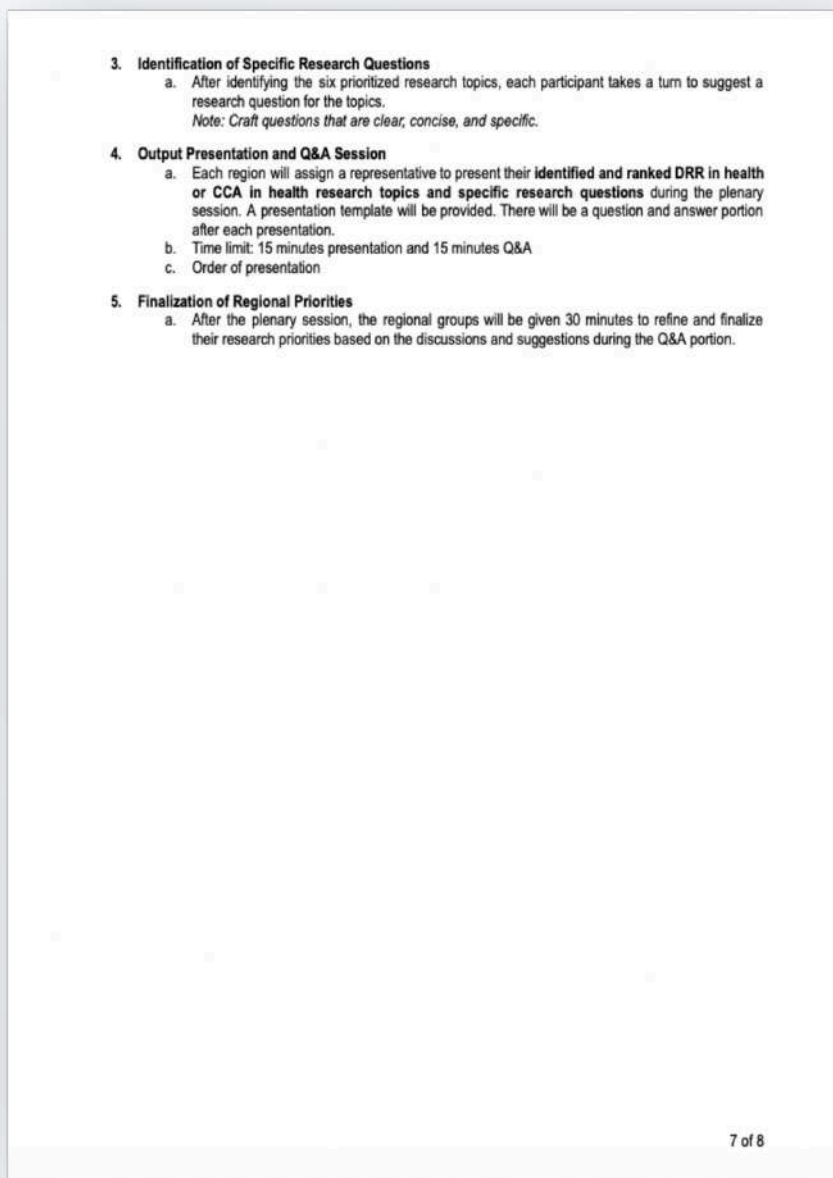 3. Identification of Specific Research Questions
a. After identifying the six prioritized research topics, each participant takes a turn to suggest a
research question for the topics.
Note: Craft questions that are clear, concise, and specific.
4. Output Presentation and Q&A Session
a. Each region will assign a representative to present their identified and ranked DRR in health
or CCA in health research topics and specific research questions during the plenary
session. A presentation template will be provided. There will be a question and answer portion
after each presentation.
b. Time limit: 15 minutes presentation and 15 minutes Q&A
c. Order of presentation
5. Finalization of Regional Priorities
a. After the plenary session, the regional groups will be given 30 minutes to refine and finalize
their research priorities based on the discussions and suggestions during the Q&A portion.
7 of 8